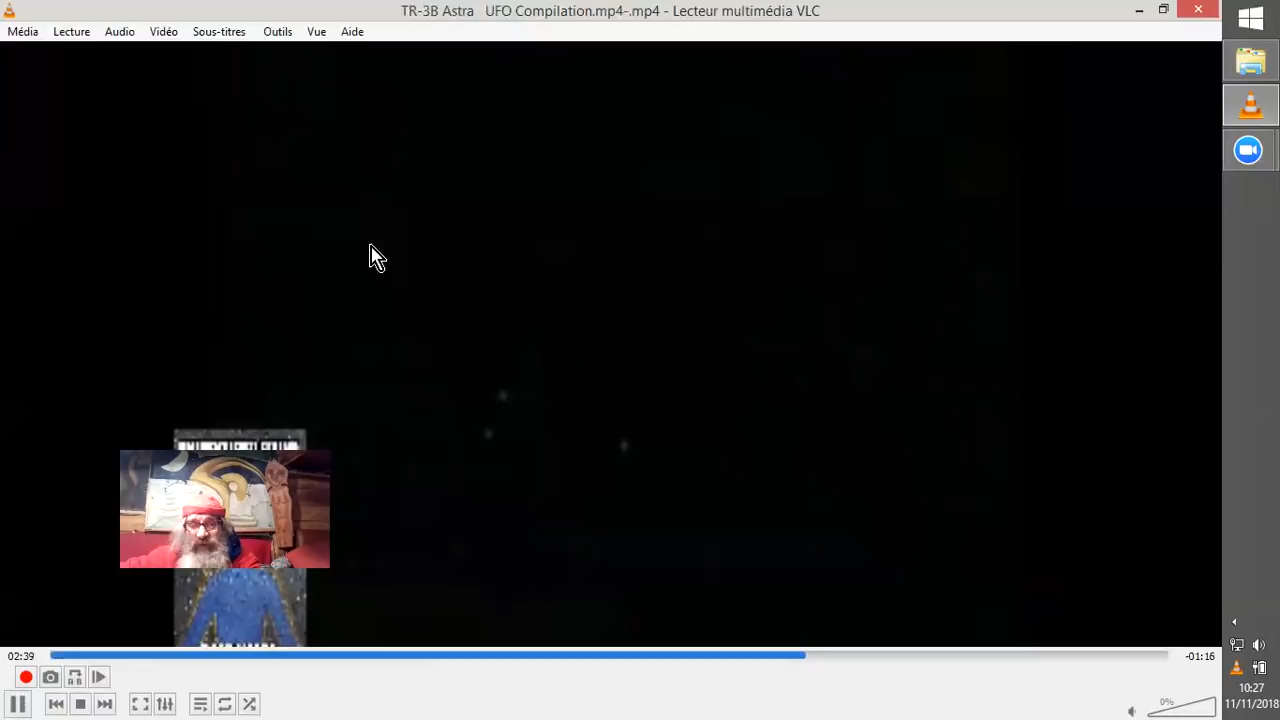 TR-3B Astra UFO Compilation.mp4-.mp4 - Lecteur multimédia VLC
Média Lecture Audio Vidéo Sous-titres Outils Vue Aide
02:39
-01:16
A B
0%
10:27
11/11/2018